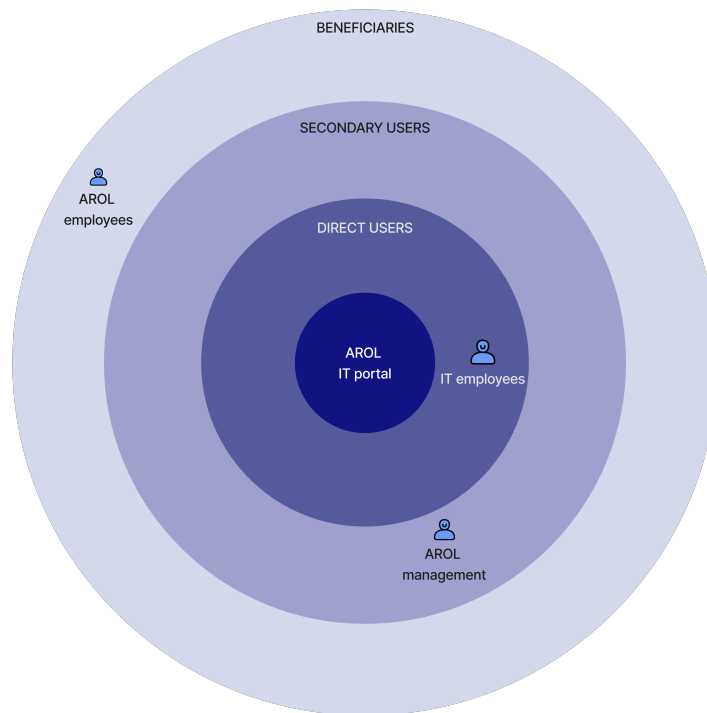 BENEFICIARIES
SECONDARY USERS
AROL
employees
DIRECT USERS
AROL
IT portal
IT employees
AROL
management